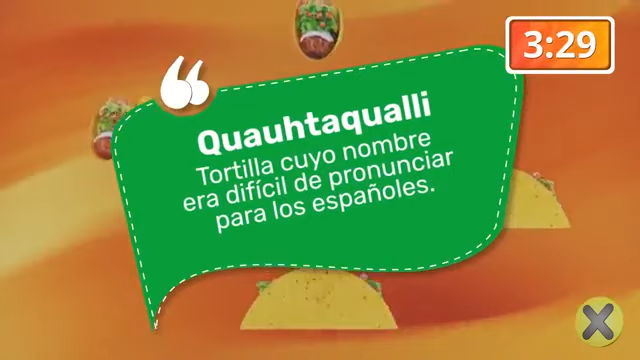 3:29
Quauhtaqualli
Tortilla cuyo nombre
era difícil de pronunciar
para los españoles.